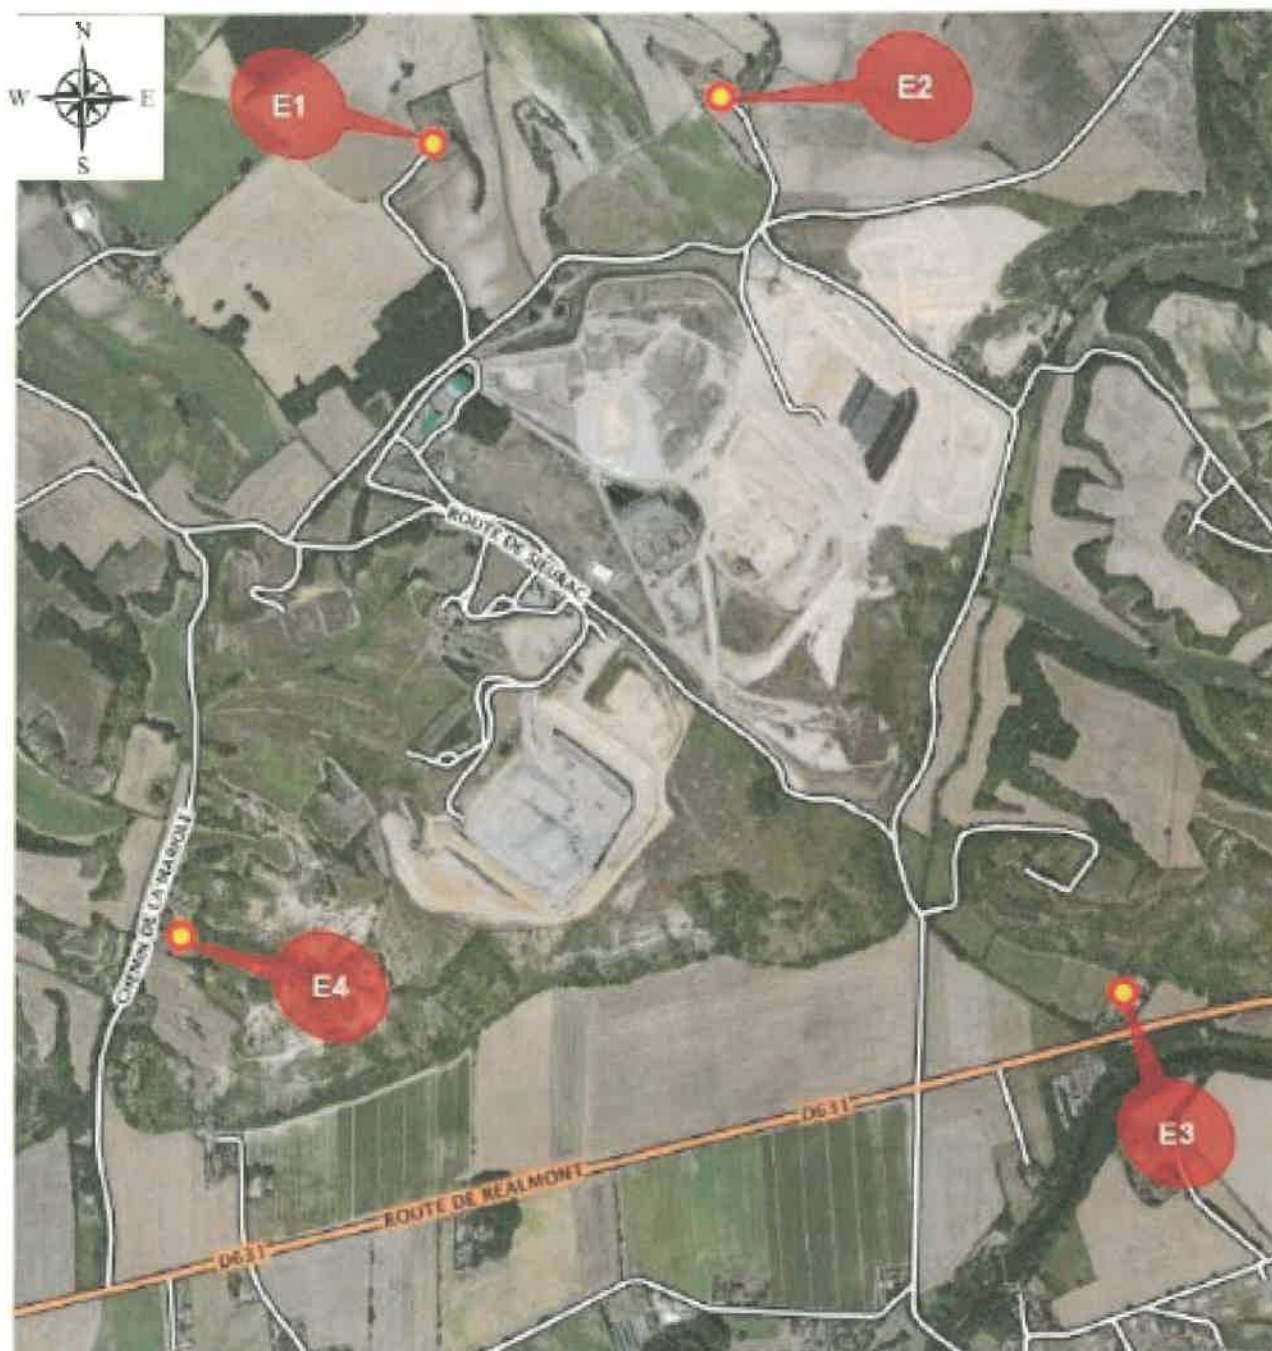 N
W E
S
E1
E2
ROUTE DE SIEURAC
CHEMIN DE LA MARIOLE
E4
D631
E3
ROUTE DE REALMONT
D631